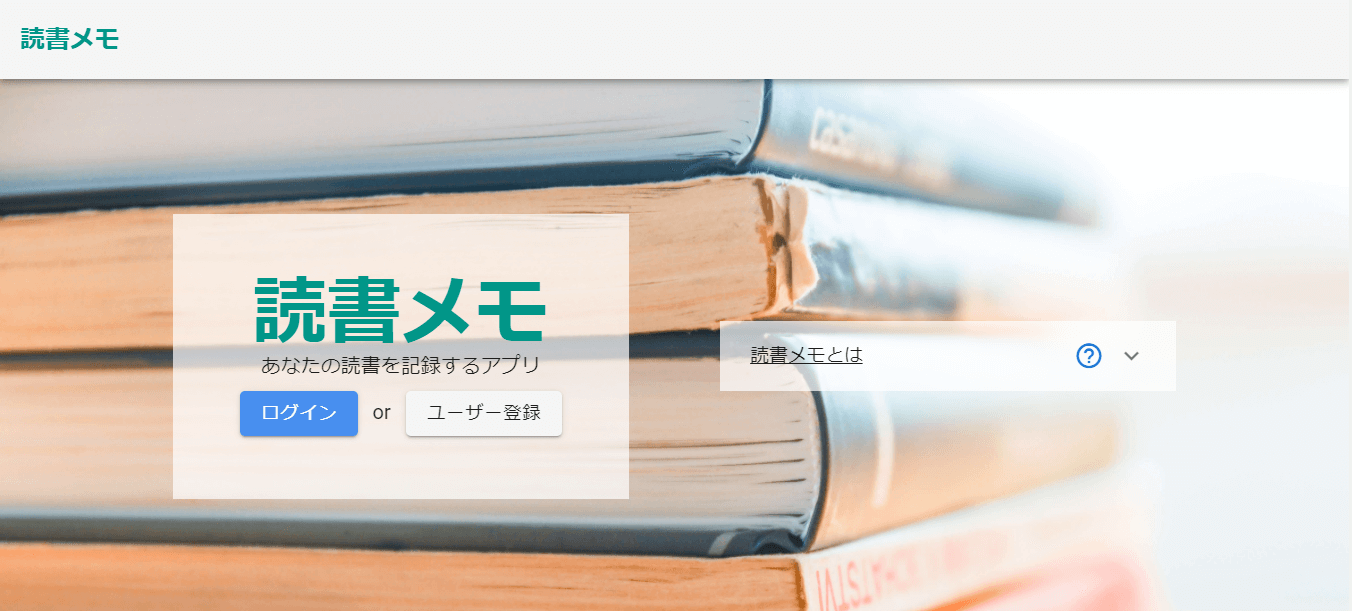 読書メモ
読書メモ
あなたの読書を記録するアプリ
ログイン or ユーザー登録
読書メモとは